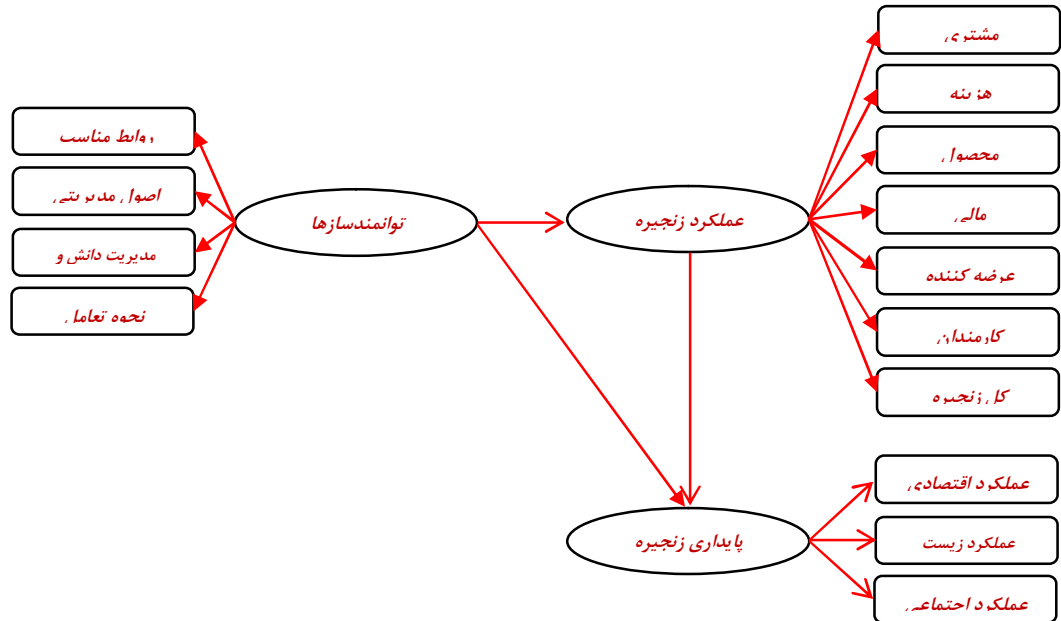 مشتری
هزینه
محصول
مالی
عرضه کننده
کارمندان
کل زنجیره
عملکرد زنجیره
توانمندسازها
روابط مناسب
اصول مدیریتی
مدیریت دانش و
نحوه تعامل
پایداری زنجیره
عملکرد اقتصادی
عملکرد زیست
عملکرد اجتماعی